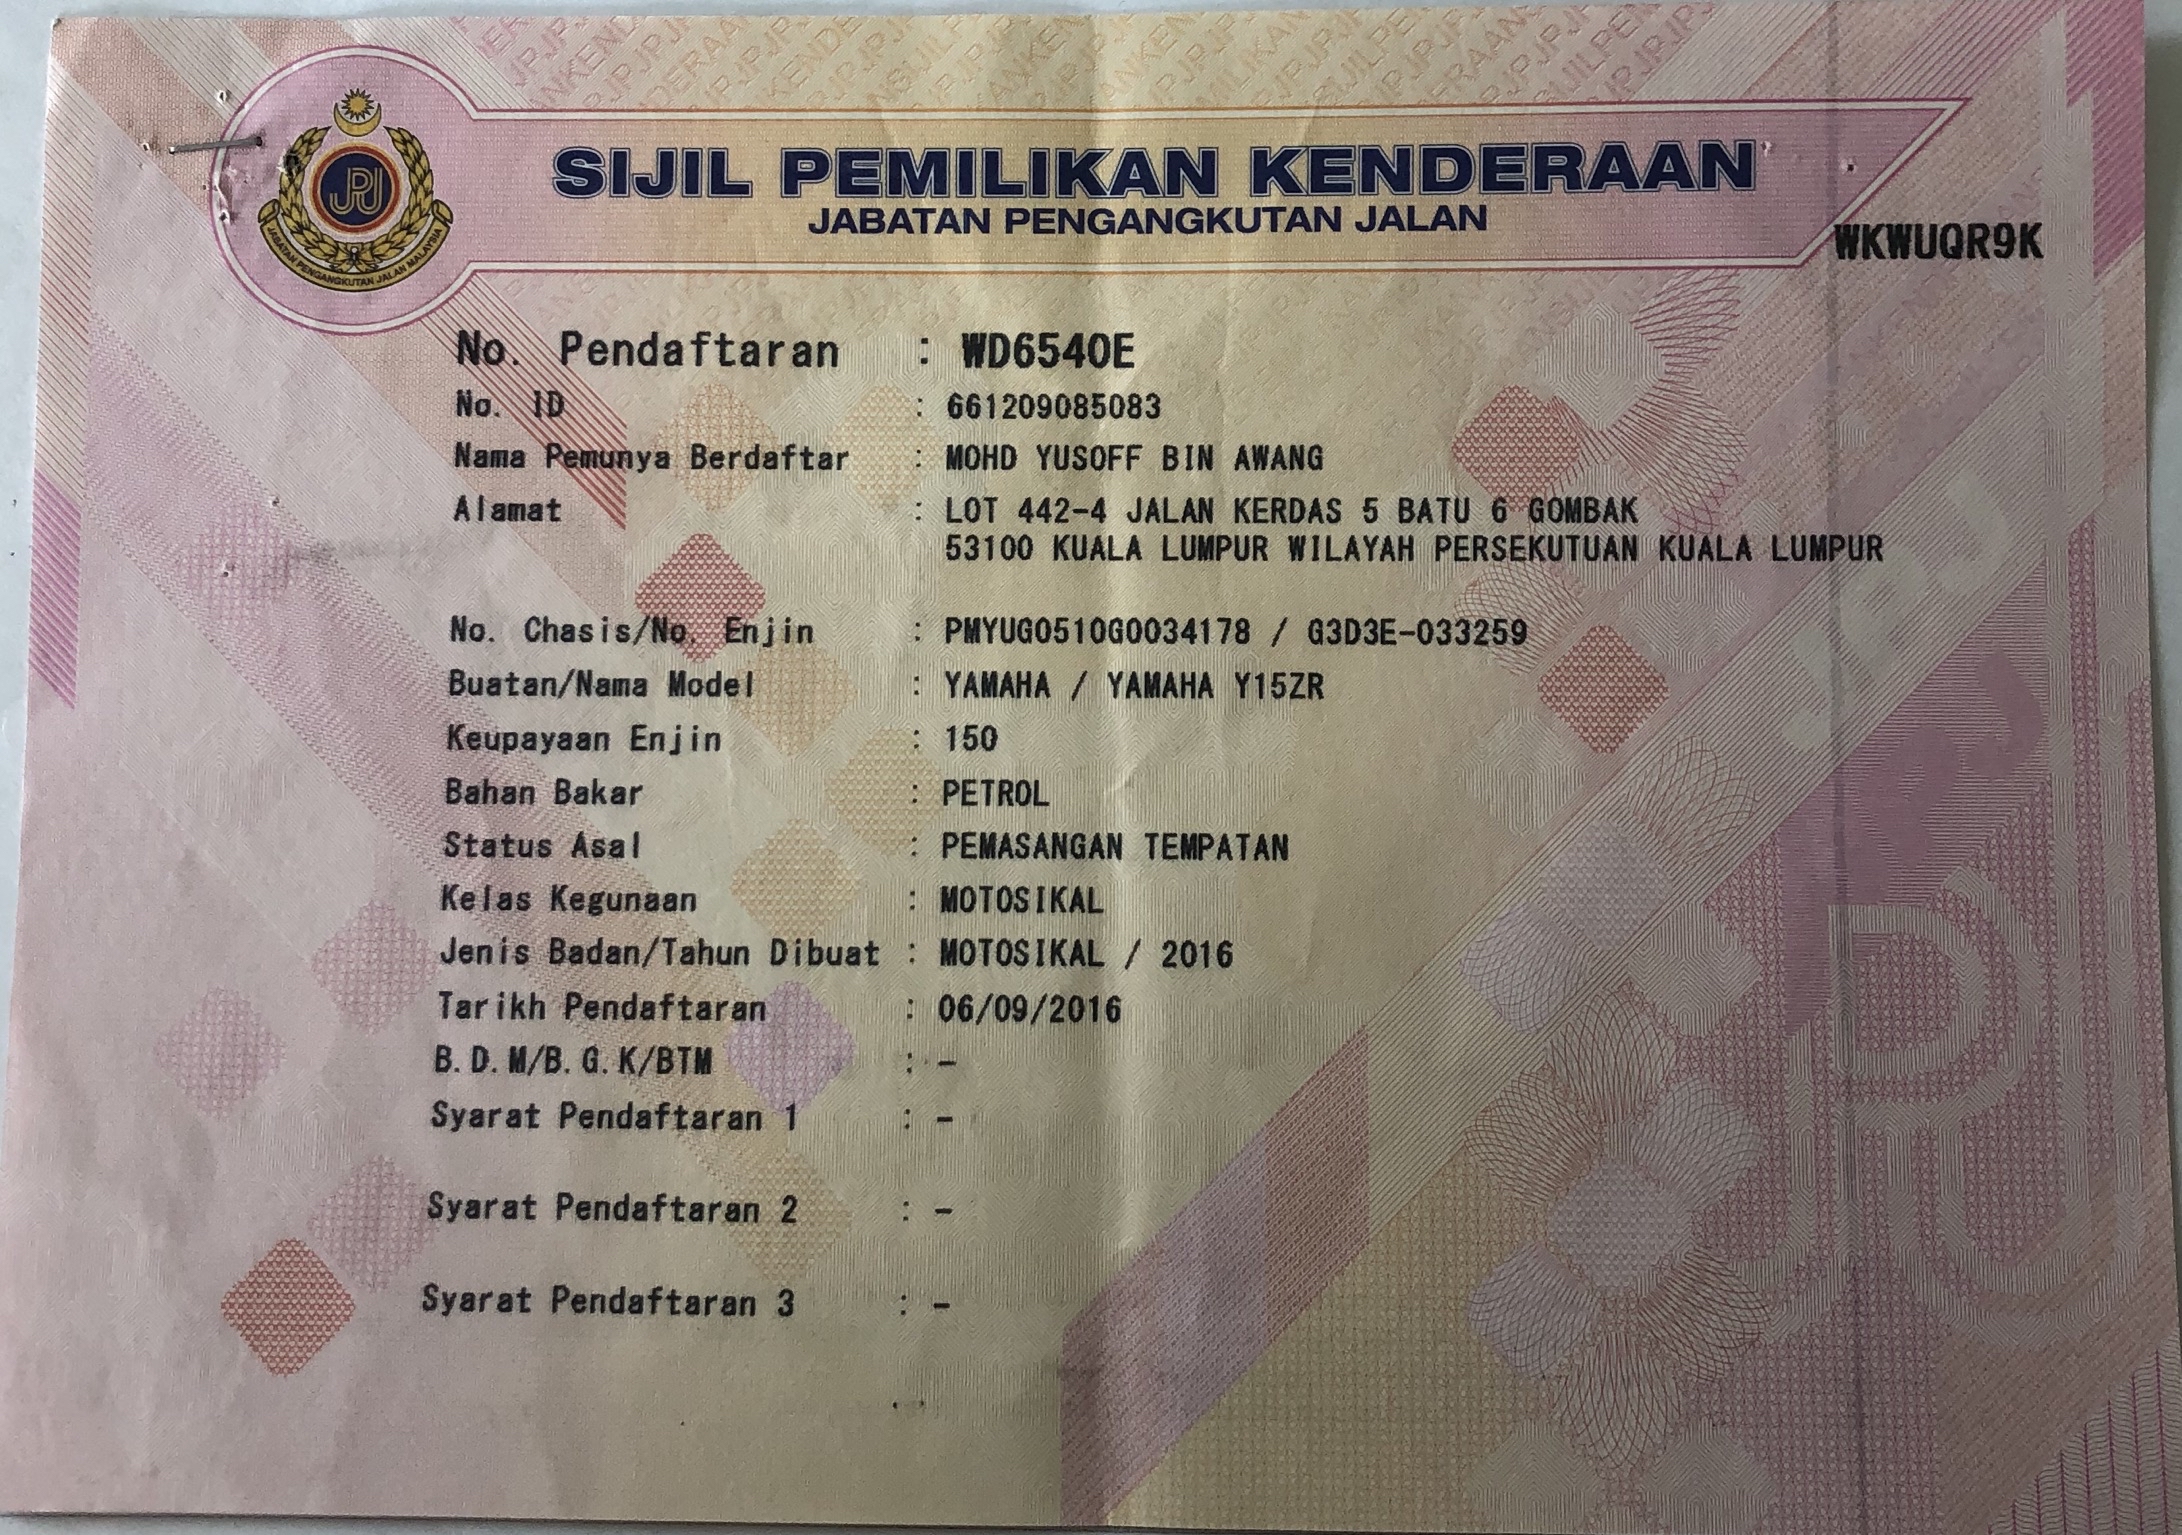 SIJIL PEMILIKAN KENDERAAN
JABATAN PENGANGKUTAN JALAN
JPJ
JABATAN PENGANGKUTAN JALAN MALAYSIA
WKWUQR9K
No. Pendaftaran : WD6540E
No. ID : 661209085083
Nama Pemunya Berdaftar : MOHD YUSOFF BIN AWANG
Alamat : LOT 442-4 JALAN KERDAS 5 BATU 6 GOMBAK
53100 KUALA LUMPUR WILAYAH PERSEKUTUAN KUALA LUMPUR
No. Chasis/No. Enjin : PMYUG0510G0034178 / G3D3E-033259
Buatan/Nama Model : YAMAHA / YAMAHA Y15ZR
Keupayaan Enjin : 150
Bahan Bakar : PETROL
Status Asal : PEMASANGAN TEMPATAN
Kelas Kegunaan : MOTOSIKAL
Jenis Badan/Tahun Dibuat : MOTOSIKAL / 2016
Tarikh Pendaftaran : 06/09/2016
B.D.M/B.G.K/BTM : -
Syarat Pendaftaran 1 : -
Syarat Pendaftaran 2 : -
Syarat Pendaftaran 3 : -